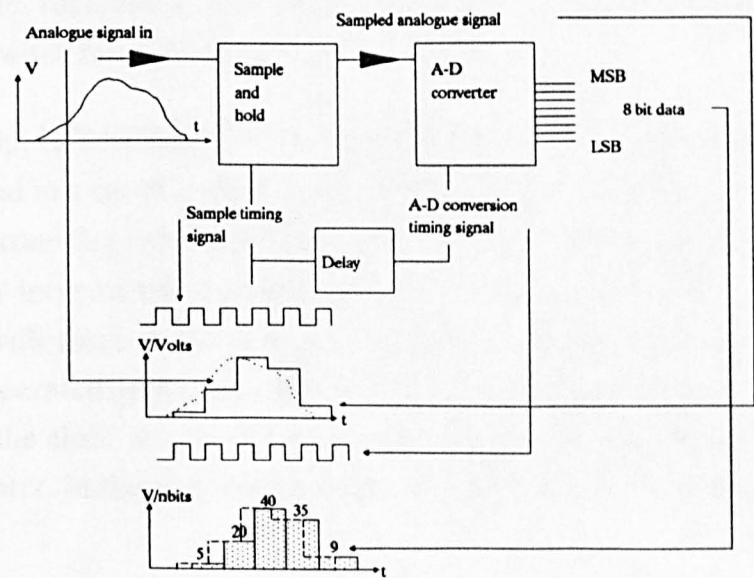 Sampled analogue signal
Analogue signal in
V
t
Sample
and
hold
A-D
converter
MSB
8 bit data
LSB
Sample timing
signal
A-D conversion
timing signal
Delay
V/Volts
t
V/nbits
5
20
40
35
9
t